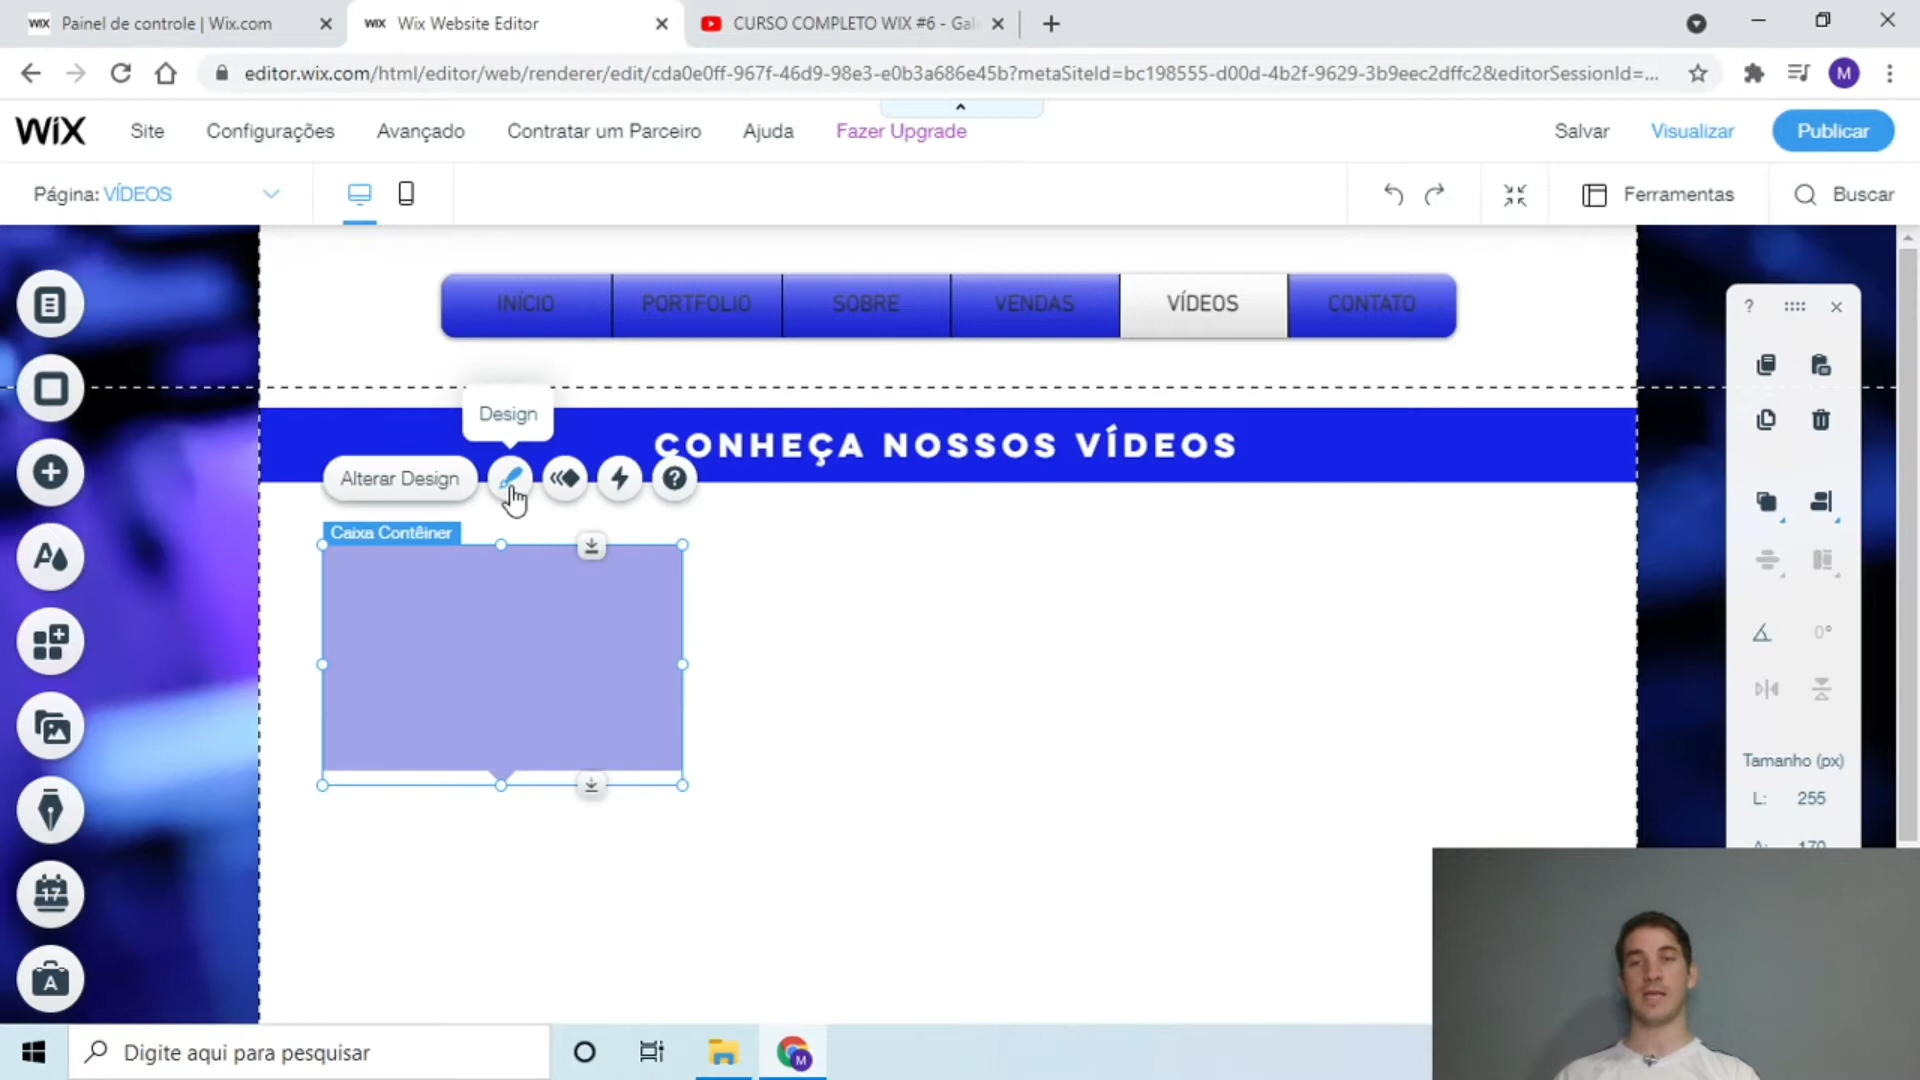 WiX Painel de controle | Wix.com
WiX Wix Website Editor
CURSO COMPLETO WIX #6 - Gal
editor.wix.com/html/editor/web/renderer/edit/cda0e0ff-967f-46d9-98e3-e0b3a686e45b?metaSiteId=bc198555-d00d-4b2f-9629-3b9eec2dffc2&editorSessionId=...
M
WiX
Site
Configurações
Avançado
Contratar um Parceiro
Ajuda
Fazer Upgrade
Salvar
Visualizar
Publicar
Página: VÍDEOS
Ferramentas
Buscar
INÍCIO
PORTFOLIO
SOBRE
VENDAS
VÍDEOS
CONTATO
?
Design
CONHEÇA NOSSOS VÍDEOS
Alterar Design
?
Caixa Contêiner
A
0°
Tamanho (px)
L: 255
17
A
Digite aqui para pesquisar
M